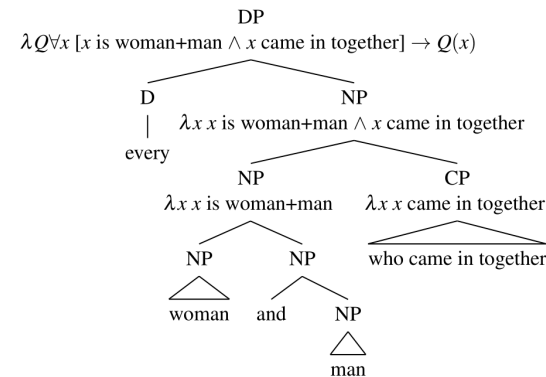 DP
λQ∀x [x is woman+man ∧ x came in together] → Q(x)
D NP
λx x is woman+man ∧ x came in together
every
NP CP
λx x is woman+man λx x came in together
NP NP who came in together
woman and NP
man